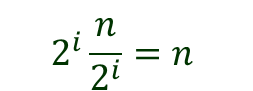 2^i n/2^i = n